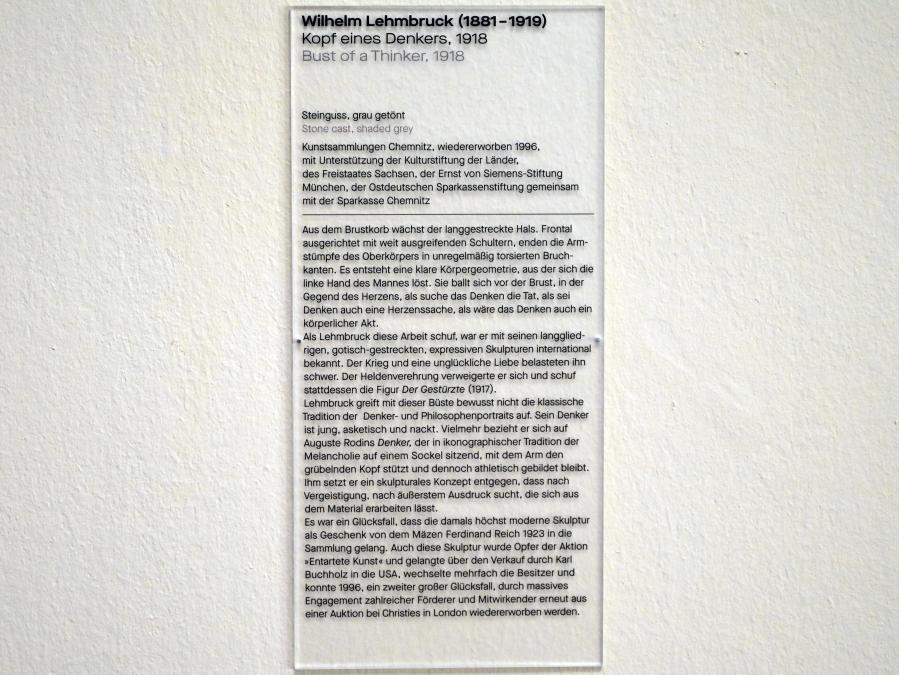 Wilhelm Lehmbruck (1881–1919)
Kopf eines Denkers, 1918
Bust of a Thinker, 1918
Steinguss, grau getönt
Stone cast, shaded grey
Kunstsammlungen Chemnitz, wiedererworben 1996,
mit Unterstützung der Kulturstiftung der Länder,
des Freistaates Sachsen, der Ernst von Siemens-Stiftung
München, der Ostdeutschen Sparkassenstiftung gemeinsam
mit der Sparkasse Chemnitz
Aus dem Brustkorb wächst der langgestreckte Hals. Frontal
ausgerichtet mit weit ausgreifenden Schultern, enden die Arm-
stümpfe des Oberkörpers in unregelmäßig torsierten Bruch-
kanten. Es entsteht eine klare Körpergeometrie, aus der sich die
linke Hand des Mannes löst. Sie ballt sich vor der Brust, in der
Gegend des Herzens, als suche das Denken die Tat, als sei
Denken auch eine Herzenssache, als wäre das Denken auch ein
körperlicher Akt.
Als Lehmbruck diese Arbeit schuf, war er mit seinen langglied-
rigen, gotisch-gestreckten, expressiven Skulpturen international
bekannt. Der Krieg und eine unglückliche Liebe belasteten ihn
schwer. Der Heldenverehrung verweigerte er sich und schuf
stattdessen die Figur Der Gestürzte (1917).
Lehmbruck greift mit dieser Büste bewusst nicht die klassische
Tradition der Denker- und Philosophenportraits auf. Sein Denker
ist jung, asketisch und nackt. Vielmehr bezieht er sich auf
Auguste Rodins Denker, der in ikonographischer Tradition der
Melancholie auf einem Sockel sitzend, mit dem Arm den
grübelnden Kopf stützt und dennoch athletisch gebildet bleibt.
Ihm setzt er ein skulpturales Konzept entgegen, dass nach
Vergeistigung, nach äußerstem Ausdruck sucht, die sich aus
dem Material erarbeiten lässt.
Es war ein Glücksfall, dass die damals höchst moderne Skulptur
als Geschenk von dem Mäzen Ferdinand Reich 1923 in die
Sammlung gelang. Auch diese Skulptur wurde Opfer der Aktion
»Entartete Kunst« und gelangte über den Verkauf durch Karl
Buchholz in die USA, wechselte mehrfach die Besitzer und
konnte 1996, ein zweiter großer Glücksfall, durch massives
Engagement zahlreicher Förderer und Mitwirkender erneut aus
einer Auktion bei Christies in London wiedererworben werden.